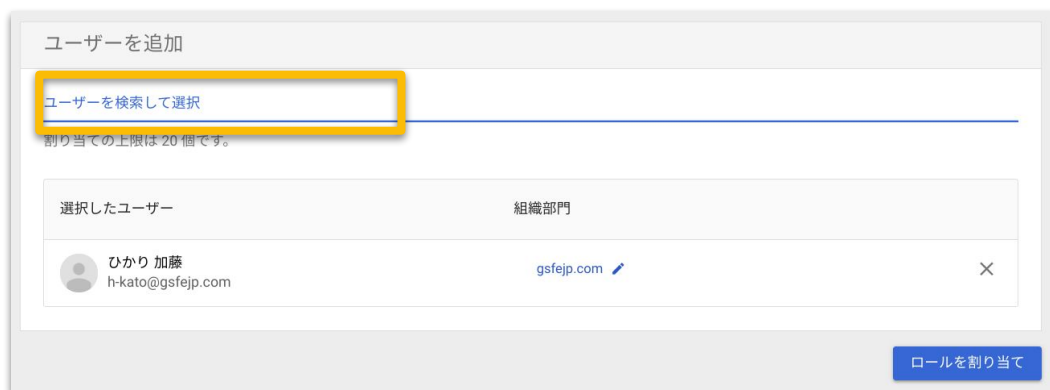 ユーザーを追加
ユーザーを検索して選択
割り当ての上限は 20 個です。
選択したユーザー 組織部門
ひかり 加藤
h-kato@gsfejp.com
gsfejp.com
ロールを割り当て